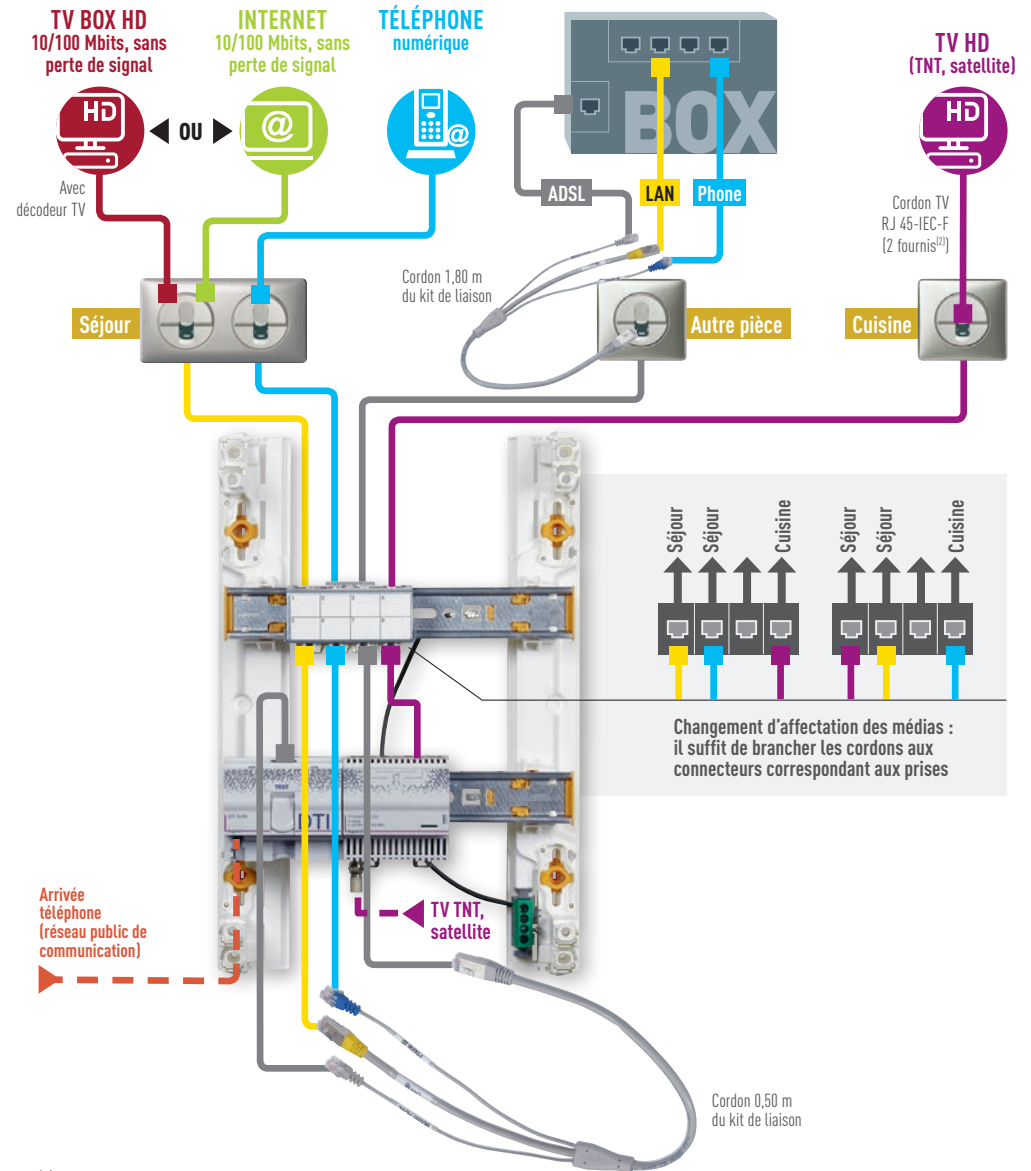 TV BOX HD
10/100 Mbits, sans
perte de signal
INTERNET
10/100 Mbits, sans
perte de signal
TÉLÉPHONE
numérique
TV HD
(TNT, satellite)
HD
OU
@
@
BOX
HD
Avec
décodeur TV
ADSL
LAN
Phone
Cordon TV
RJ 45-IEC-F
(2 fournis(2))
Cordon 1,80 m
du kit de liaison
Séjour
Autre pièce
Cuisine
Séjour
Séjour
Cuisine
Séjour
Séjour
Cuisine
Changement d'affectation des médias :
il suffit de brancher les cordons aux
connecteurs correspondant aux prises
TEST
DTI
Arrivée
téléphone
(réseau public de
communication)
TV TNT,
satellite
Cordon 0,50 m
du kit de liaison